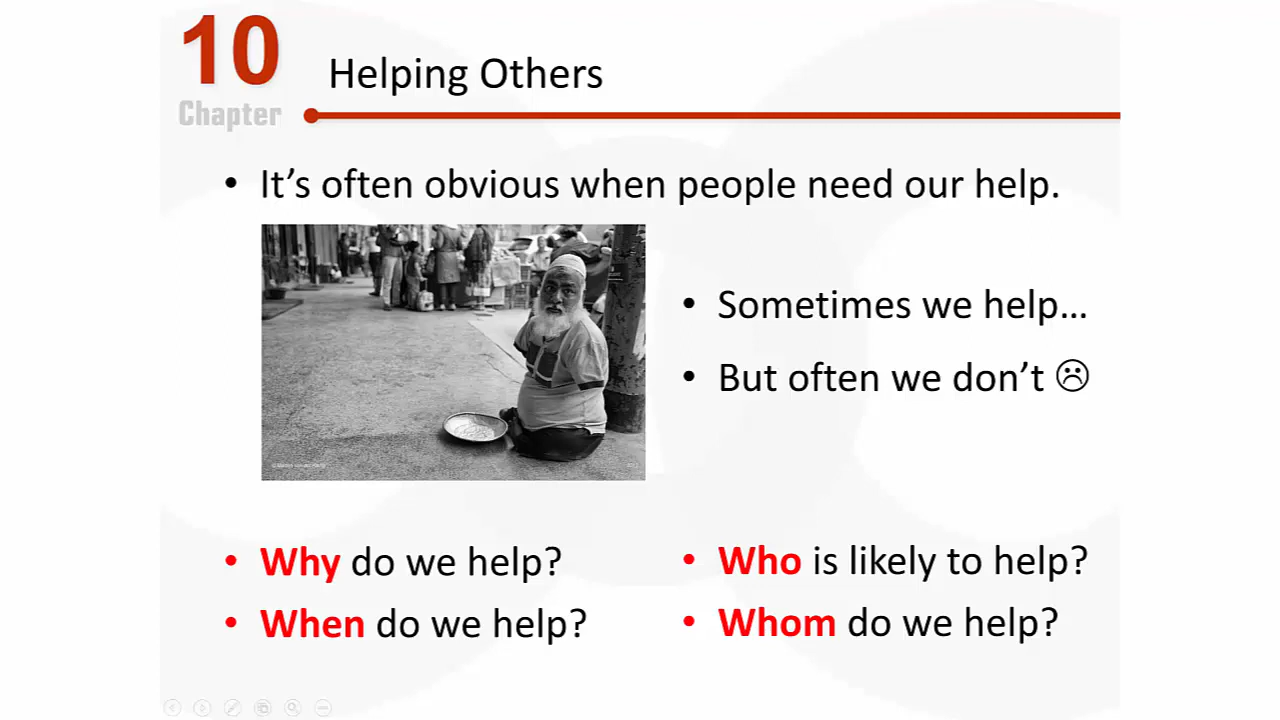 10
Chapter
Helping Others
• It’s often obvious when people need our help.
• Sometimes we help...
• But often we don’t ☹
• Why do we help?
• Who is likely to help?
• When do we help?
• Whom do we help?